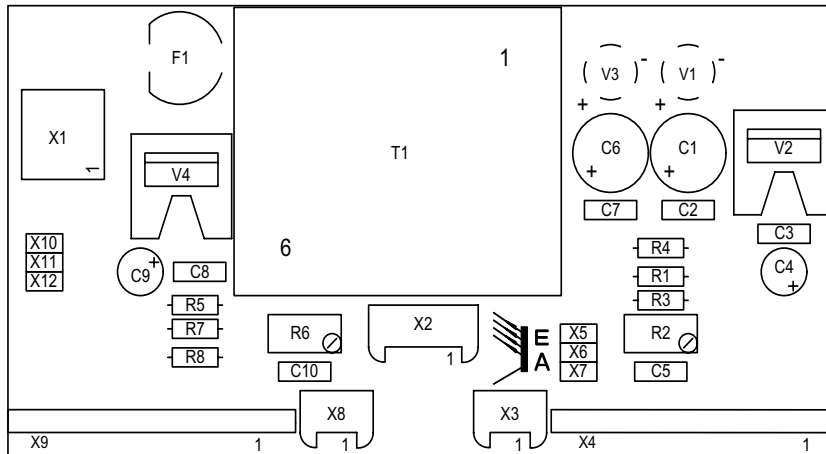 F1
1
V3 -
V1 -
+
+
X1
1
V4
T1
C6
+
C1
+
V2
C7
C2
C3
X10
X11
X12
C9
+
C8
6
R4
R1
R3
C4
+
R5
R7
R8
R6
C10
X2
1
E
A
X5
X6
X7
R2
C5
X9
1
X8
1
X3
1
X4
1